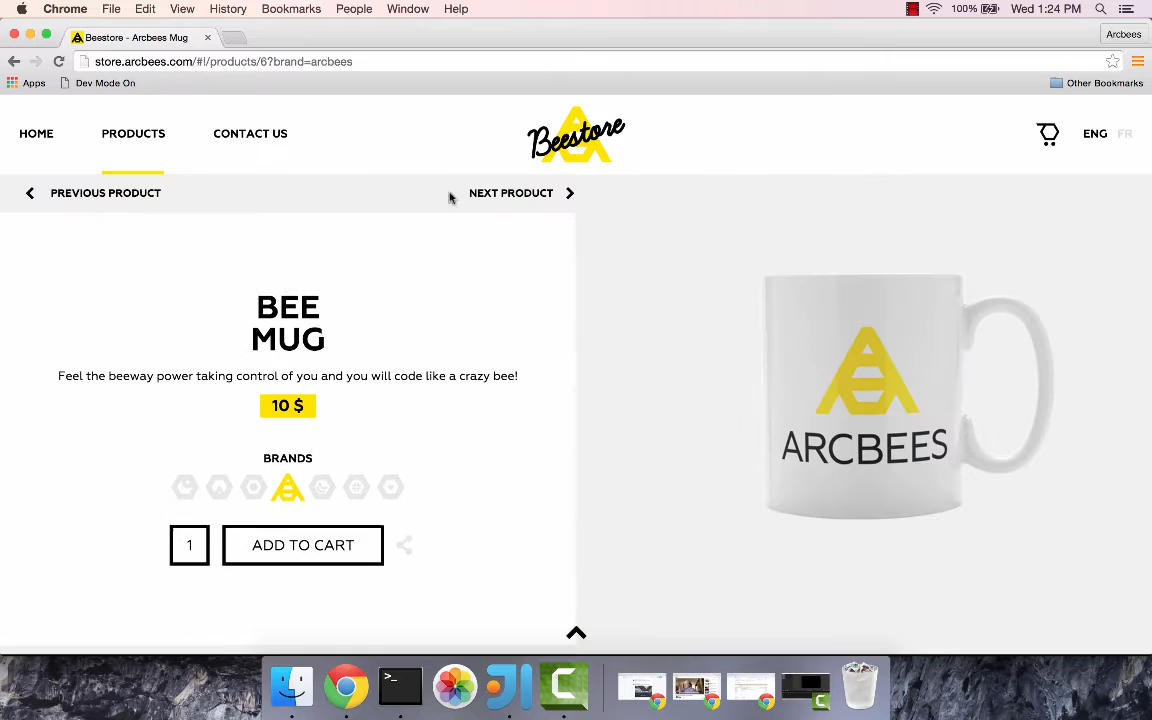 Chrome File Edit View History Bookmarks People Window Help 100% Wed 1:24 PM
Beestore - Arcbees Mug Arcbees
store.arcbees.com/#!/products/6?brand=arcbees
Apps Dev Mode On Other Bookmarks
HOME PRODUCTS CONTACT US Beestore ENG FR
PREVIOUS PRODUCT NEXT PRODUCT
BEE
MUG
Feel the beeway power taking control of you and you will code like a crazy bee!
10 $
BRANDS
1 ADD TO CART
ARCBEES